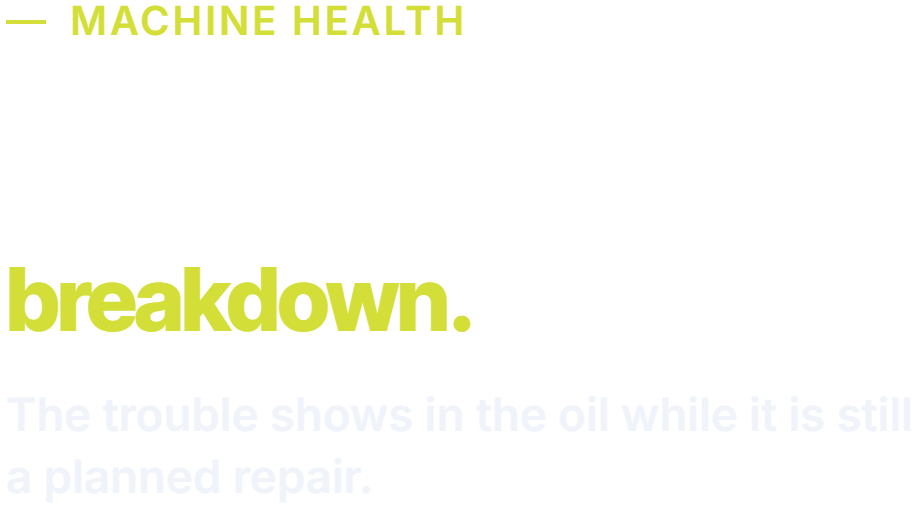 — MACHINE HEALTH
breakdown.
The trouble shows in the oil while it is still
a planned repair.